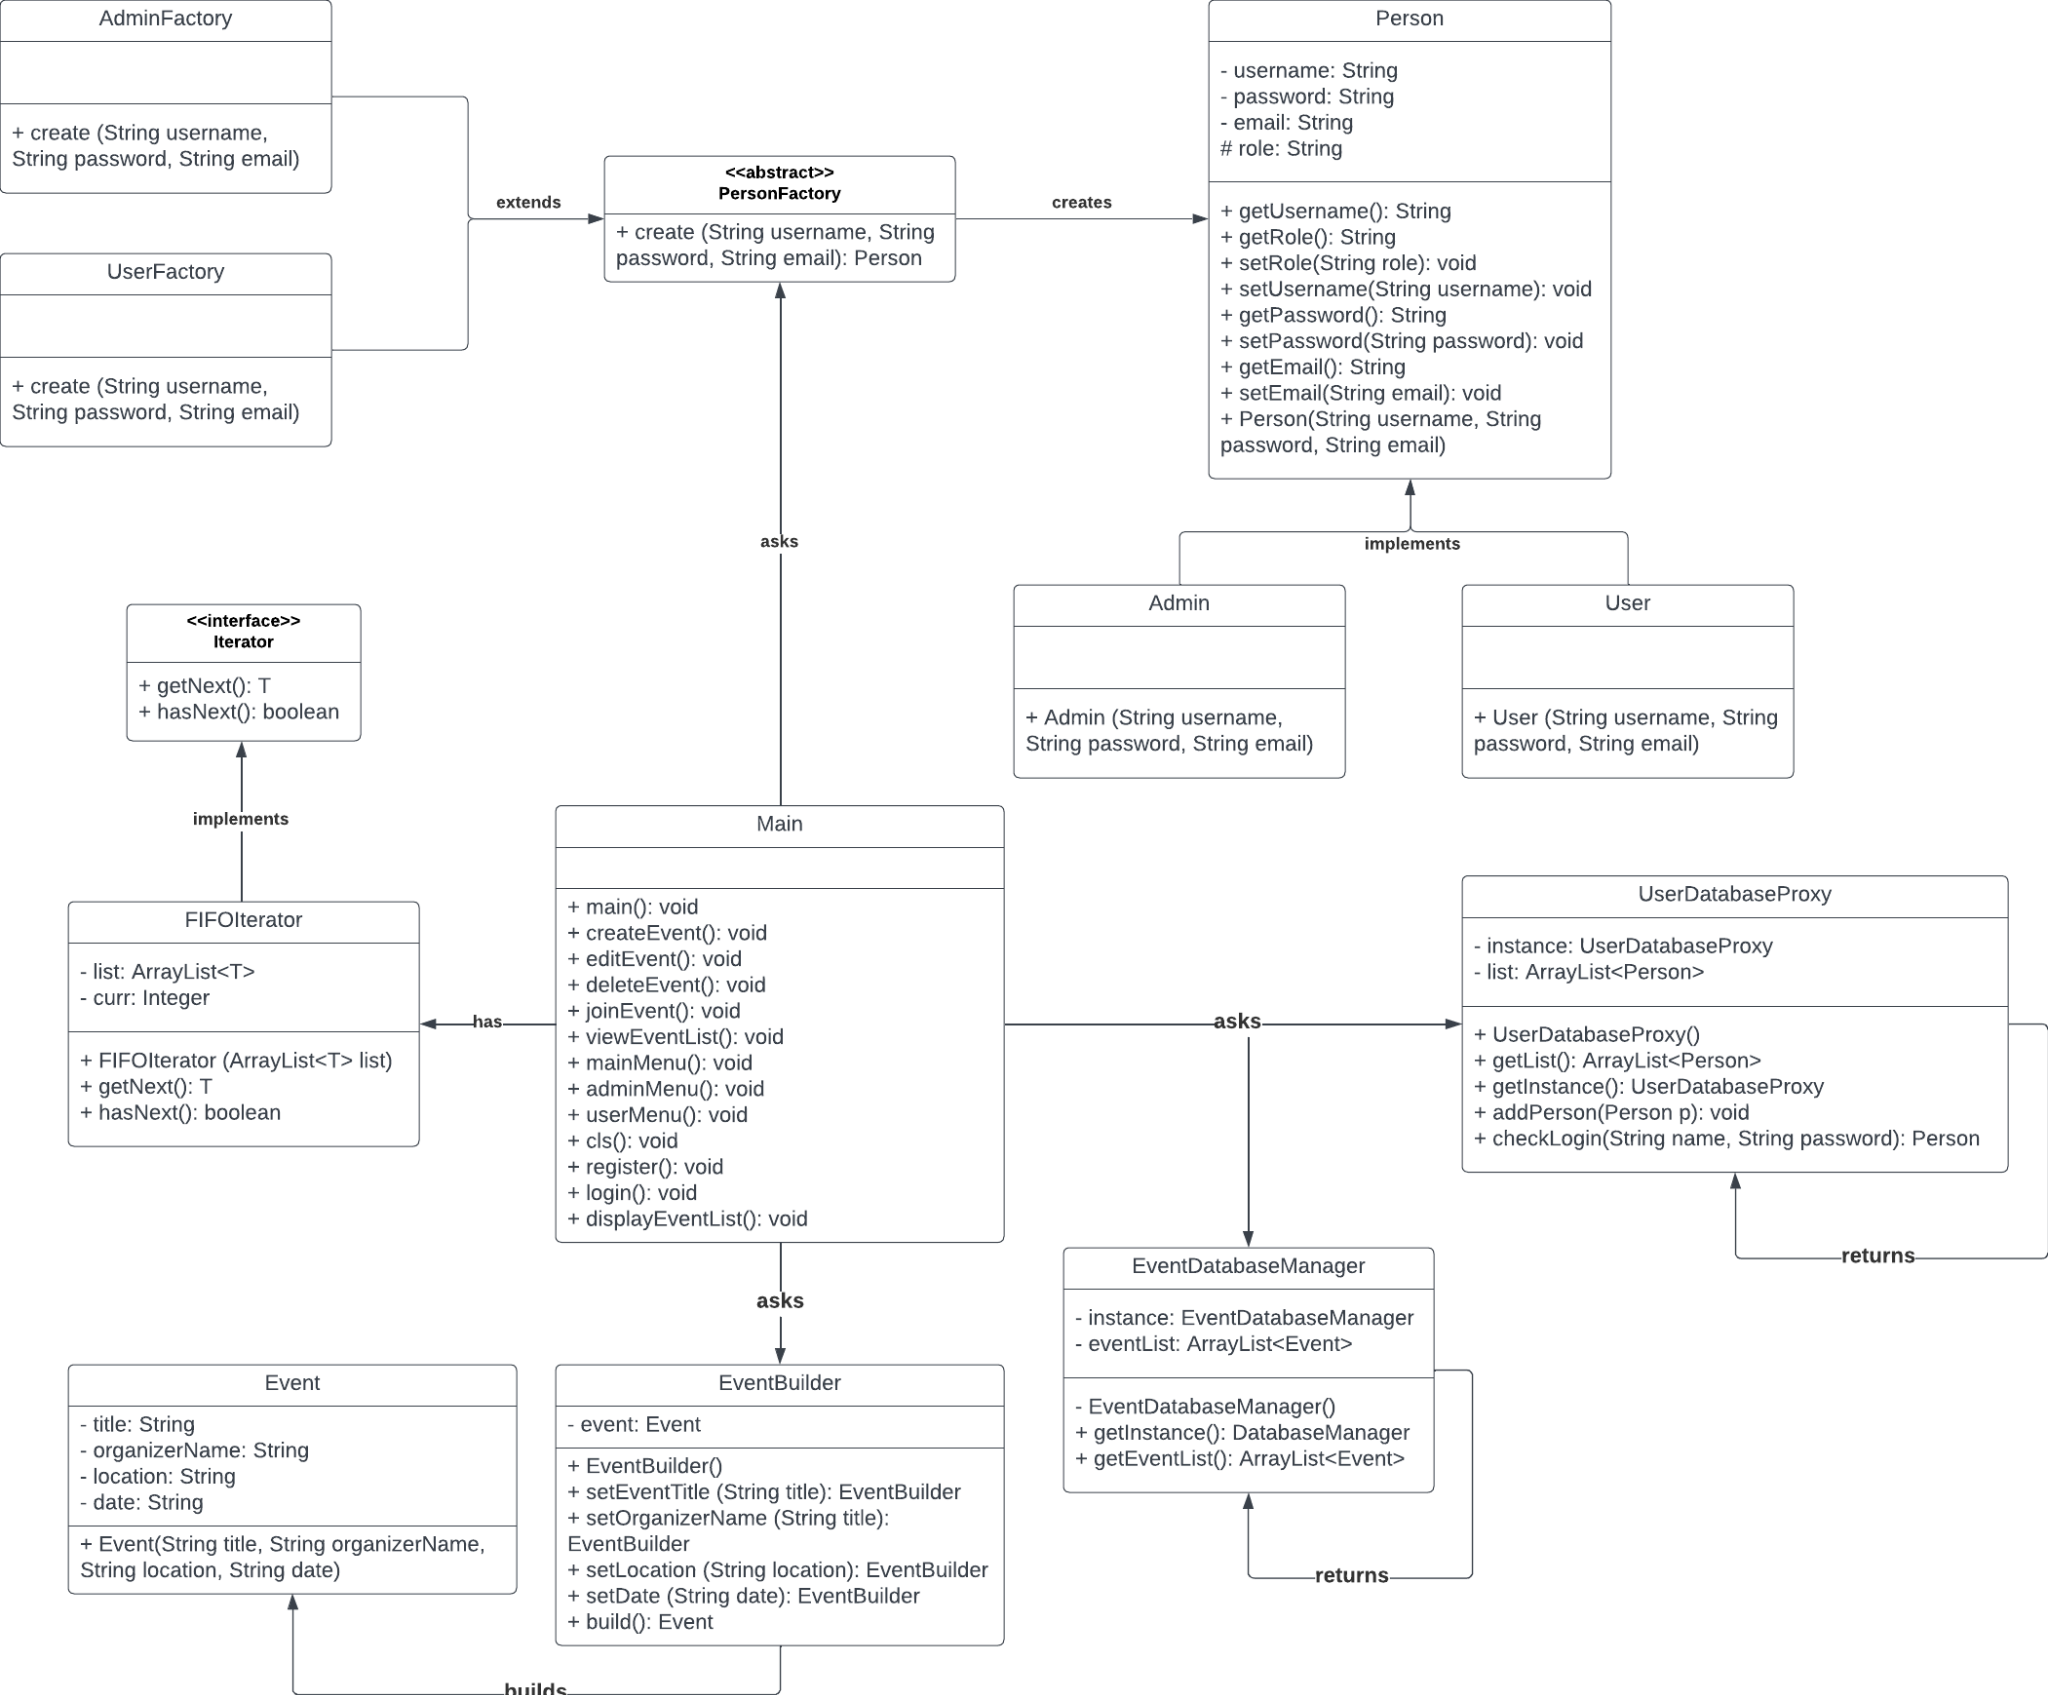 AdminFactory
+ create (String username,
String password, String email)
UserFactory
+ create (String username,
String password, String email)
extends
<<abstract>>
PersonFactory
+ create (String username, String
password, String email): Person
creates
Person
- username: String
- password: String
- email: String
# role: String
+ getUsername(): String
+ getRole(): String
+ setRole(String role): void
+ setUsername(String username): void
+ getPassword(): String
+ setPassword(String password): void
+ getEmail(): String
+ setEmail(String email): void
+ Person(String username, String
password, String email)
implements
Admin
+ Admin (String username,
String password, String email)
User
+ User (String username, String
password, String email)
asks
<<interface>>
Iterator
+ getNext(): T
+ hasNext(): boolean
implements
FIFOIterator
- list: ArrayList<T>
- curr: Integer
+ FIFOIterator (ArrayList<T> list)
+ getNext(): T
+ hasNext(): boolean
has
Main
+ main(): void
+ createEvent(): void
+ editEvent(): void
+ deleteEvent(): void
+ joinEvent(): void
+ viewEventList(): void
+ mainMenu(): void
+ adminMenu(): void
+ userMenu(): void
+ cls(): void
+ register(): void
+ login(): void
+ displayEventList(): void
asks
UserDatabaseProxy
- instance: UserDatabaseProxy
- list: ArrayList<Person>
+ UserDatabaseProxy()
+ getList(): ArrayList<Person>
+ getInstance(): UserDatabaseProxy
+ addPerson(Person p): void
+ checkLogin(String name, String password): Person
returns
EventDatabaseManager
- instance: EventDatabaseManager
- eventList: ArrayList<Event>
- EventDatabaseManager()
+ getInstance(): DatabaseManager
+ getEventList(): ArrayList<Event>
returns
asks
Event
- title: String
- organizerName: String
- location: String
- date: String
+ Event(String title, String organizerName,
String location, String date)
EventBuilder
- event: Event
+ EventBuilder()
+ setEventTitle (String title): EventBuilder
+ setOrganizerName (String title):
EventBuilder
+ setLocation (String location): EventBuilder
+ setDate (String date): EventBuilder
+ build(): Event
builds